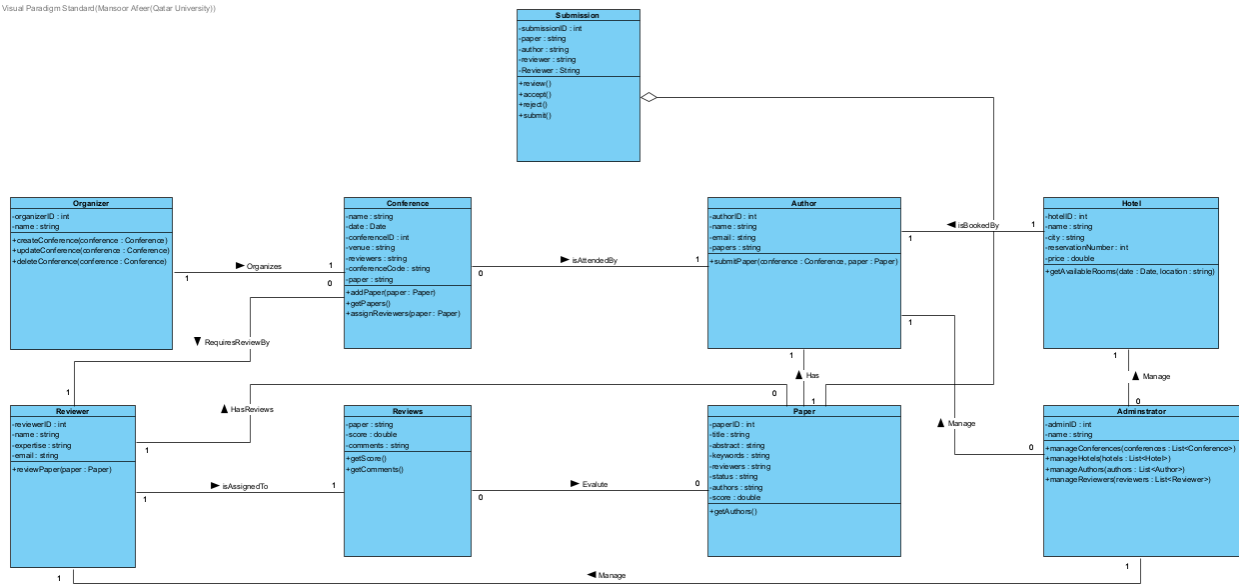 Visual Paradigm Standard(Mansoor Afeer(Qatar University))
Submission
-submissionID : int
-paper : string
-author : string
-reviewer : string
-Reviewer : String
+review()
+accept()
+reject()
+submit()
Organizer
-organizerID : int
-name : string
+createConference(conference : Conference)
+updateConference(conference : Conference)
+deleteConference(conference : Conference)
1
Organizes
1
0
Conference
-name : string
-date : Date
-conferenceID : int
-venue : string
-reviewers : string
-conferenceCode : string
-paper : string
+addPaper(paper : Paper)
+getPapers()
+assignReviewers(paper : Paper)
0
isAttendedBy
1
Author
-authorID : int
-name : string
-email : string
-papers : string
+submitPaper(conference : Conference, paper : Paper)
1
isBookedBy
1
Hotel
-hotelID : int
-name : string
-city : string
-reservationNumber : int
-price : double
+getAvailableRooms(date : Date, location : string)
1
RequiresReviewBy
1
1
Has
1
Manage
0
1
HasReviews
0
1
Reviewer
-reviewerID : int
-name : string
-expertise : string
-email : string
+reviewPaper(paper : Paper)
1
1
isAssignedTo
1
Reviews
-paper : string
-score : double
-comments : string
+getScore()
+getComments()
0
Evalute
0
Paper
-paperID : int
-title : string
-abstract : string
-keywords : string
-reviewers : string
-status : string
-authors : string
-score : double
+getAuthors()
Manage
0
Adminstrator
-adminID : int
-name : string
+manageConferences(conferences : List<Conference>)
+manageHotels(hotels : List<Hotel>)
+manageAuthors(authors : List<Author>)
+manageReviewers(reviewers : List<Reviewer>)
1
Manage
1